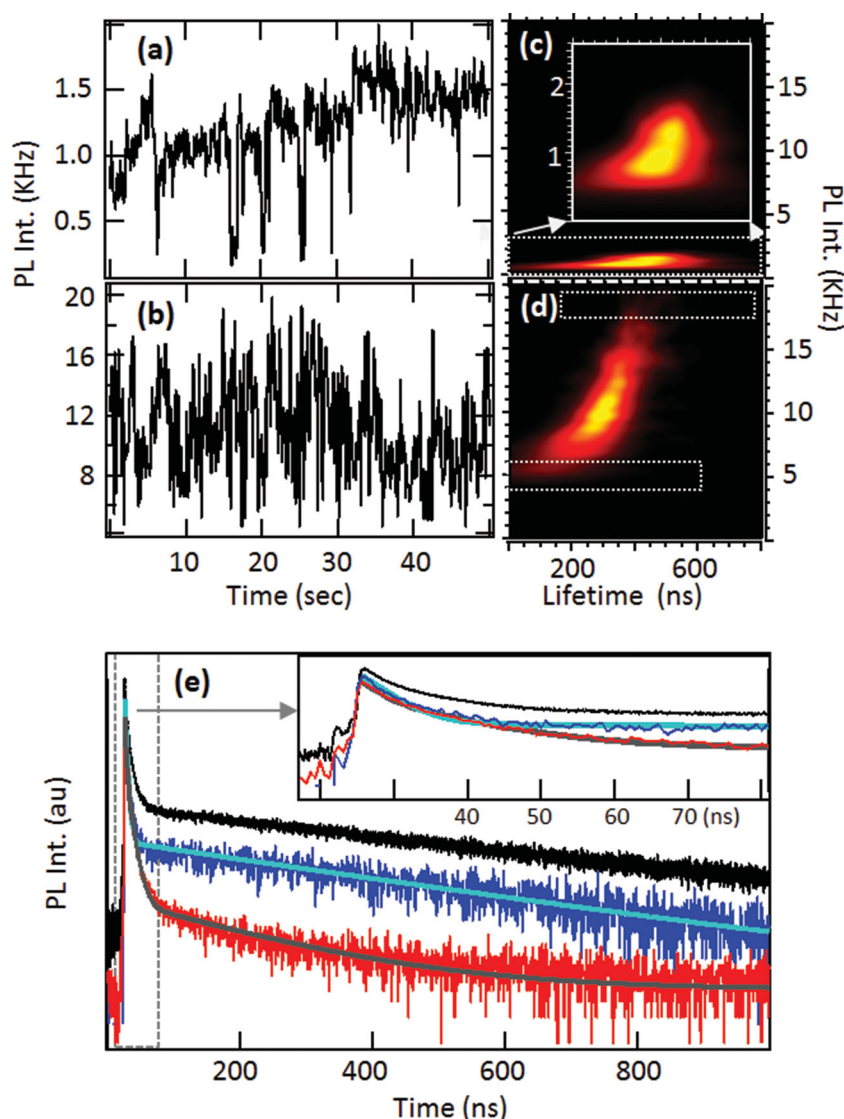 (a)
1.5
1.0
0.5
PL Int. (KHz)
(b)
20
16
12
8
10 20 30 40
Time (sec)
(c)
2
1
15
10
5
PL Int. (KHz)
(d)
15
10
5
200 600
Lifetime (ns)
(e)
40 50 60 70 (ns)
PL Int. (au)
200 400 600 800
Time (ns)